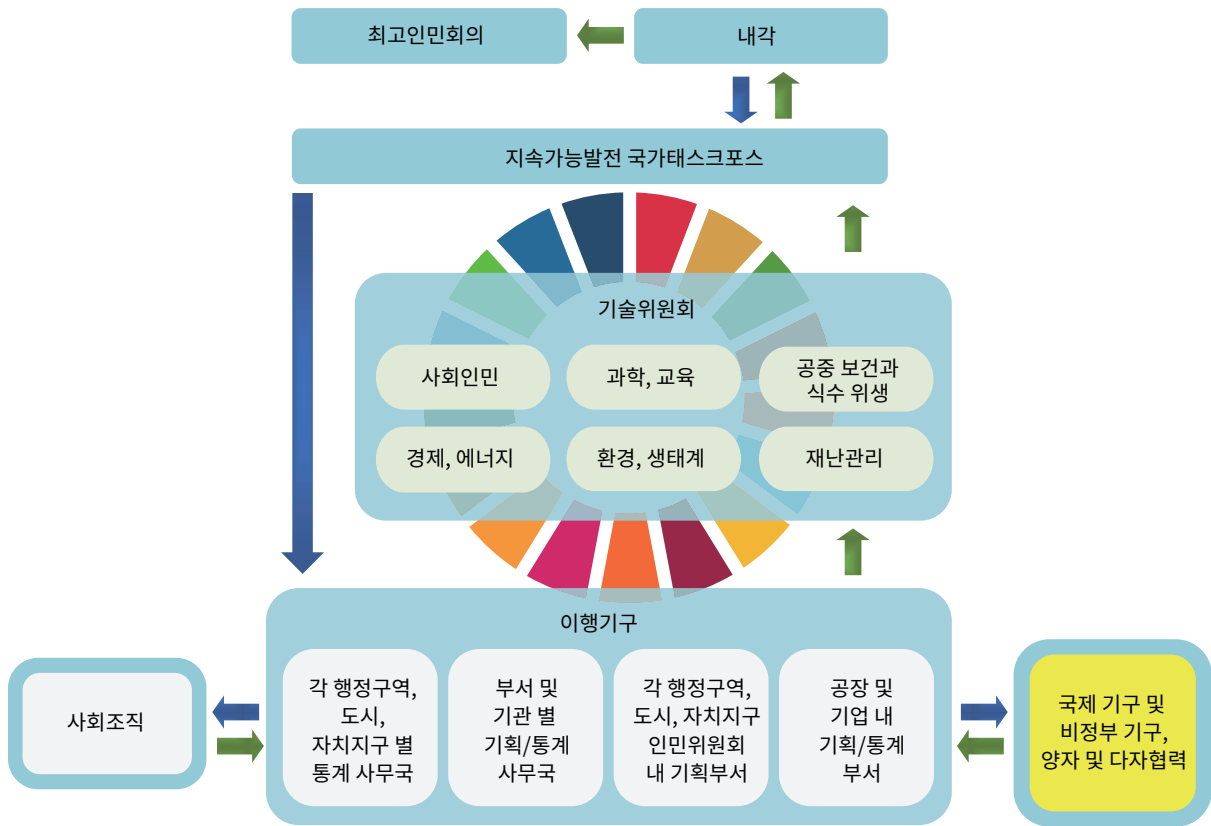 최고인민회의
내각
지속가능발전 국가태스크포스
기술위원회
사회인민
과학, 교육
공중 보건과
식수 위생
경제, 에너지
환경, 생태계
재난관리
이행기구
사회조직
각 행정구역,
도시,
자치지구 별
통계 사무국
부서 및
기관 별
기획/통계
사무국
각 행정구역,
도시, 자치지구
인민위원회
내 기획부서
공장 및
기업 내
기획/통계
부서
국제 기구 및
비정부 기구,
양자 및 다자협력